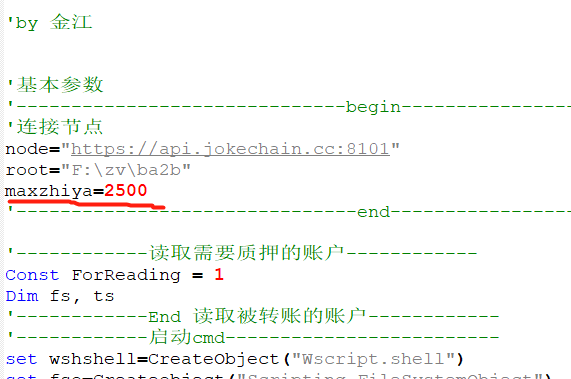 'by 金江
'基本参数
'------------------------------begin----------------
'连接节点
node="https://api.jokechain.cc:8101"
root="F:\zv\ba2b"
maxzhiya=2500
'-------------------------------end-----------------
'------------读取需要质押的账户------------
Const ForReading = 1
Dim fs, ts
'------------End 读取被转账的账户------------
'------------启动cmd-------------------------
set wshshell=CreateObject("Wscript.shell")
set fso=createobject("Scripting.FileSystemObject")